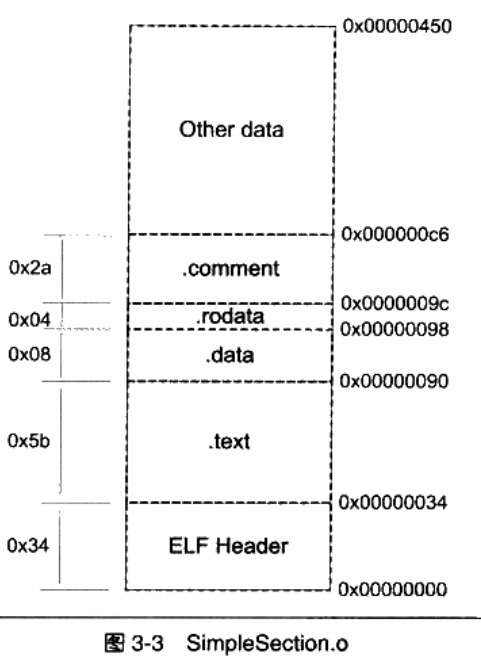 0x00000450
Other data
0x000000c6
0x2a
.comment
0x0000009c
0x04
.rodata
0x00000098
0x08
.data
0x00000090
0x5b
.text
0x00000034
0x34
ELF Header
0x00000000
图 3-3 SimpleSection.o